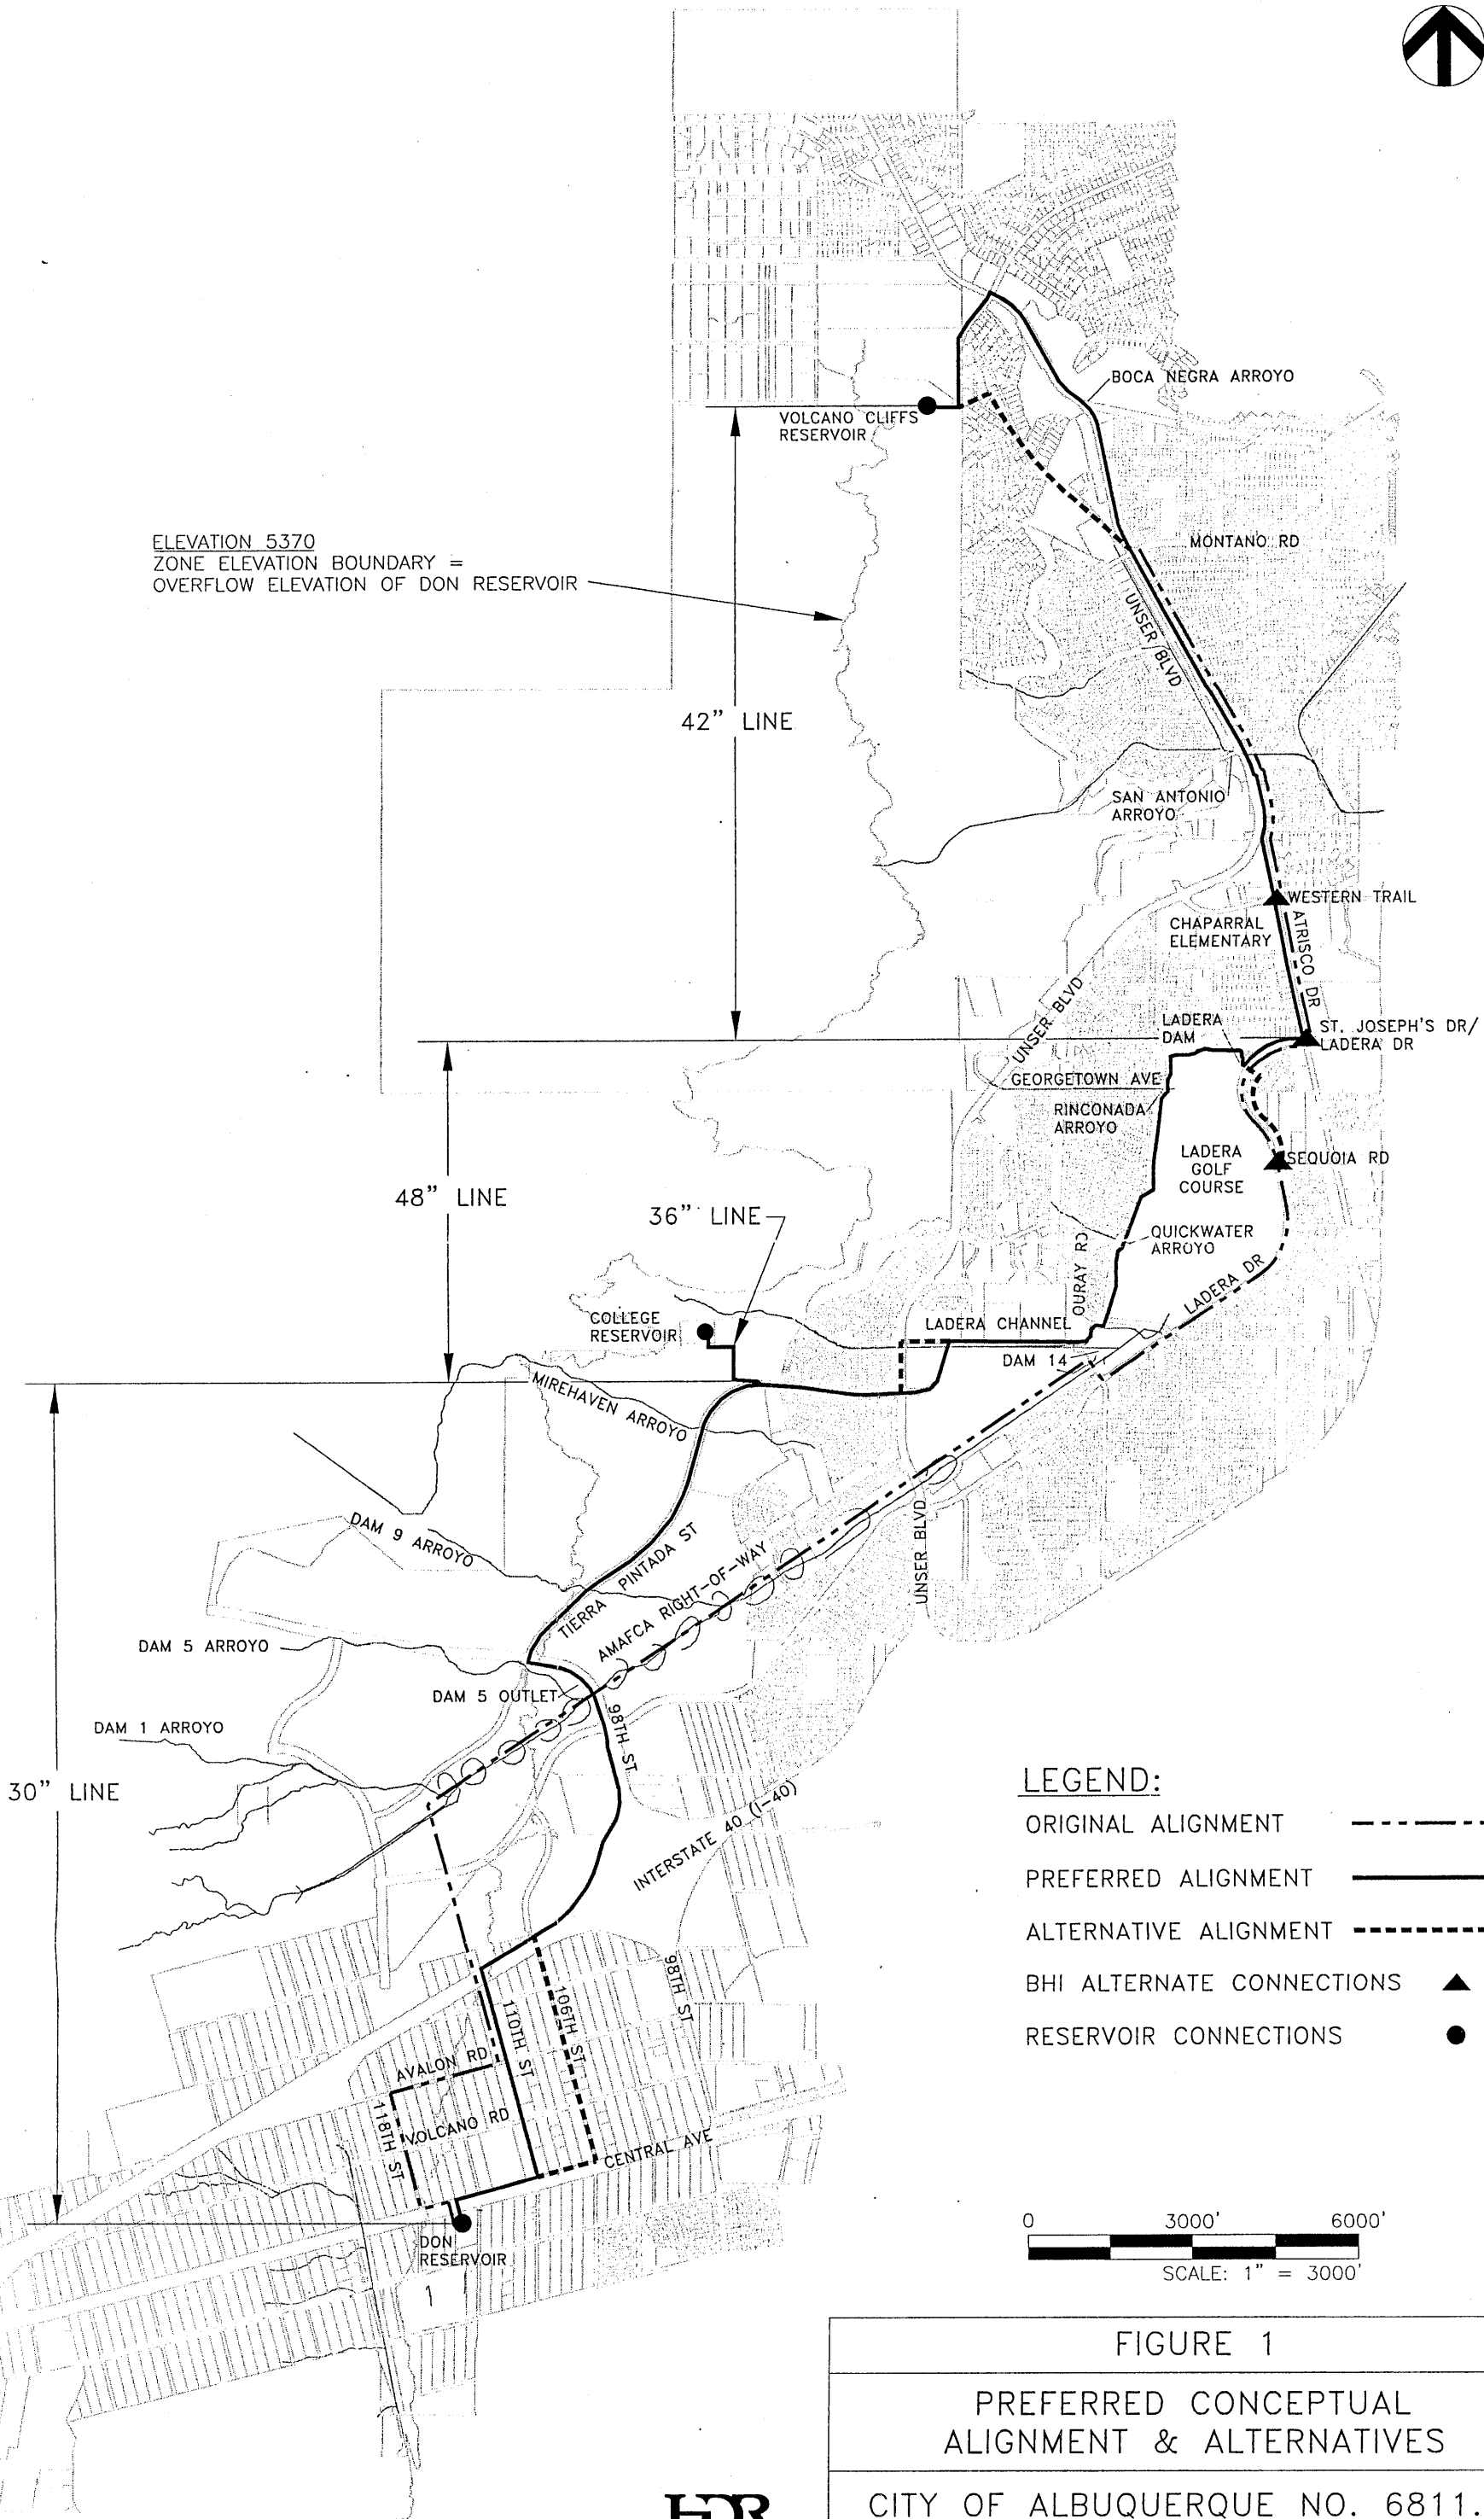 BOCA NEGRA ARROYO
VOLCANO CLIFFS
RESERVOIR
ELEVATION 5370
ZONE ELEVATION BOUNDARY =
OVERFLOW ELEVATION OF DON RESERVOIR
MONTANO RD
UNSER BLVD
42” LINE
SAN ANTONIO
ARROYO
WESTERN TRAIL
CHAPARRAL
ELEMENTARY
ATRISCO DR
UNSER BLVD
LADERA
DAM
ST. JOSEPH'S DR/
LADERA DR
GEORGETOWN AVE
RINCONADA
ARROYO
LADERA
GOLF
COURSE
SEQUOIA RD
48” LINE
36” LINE
QUICKWATER
ARROYO
OURAY RD
LADERA DR
COLLEGE
RESERVOIR
LADERA CHANNEL
DAM 14
MIREHAVEN ARROYO
DAM 9 ARROYO
TIERRA PINTADA ST
AMAFCA RIGHT-OF-WAY
UNSER BLVD
DAM 5 ARROYO
DAM 5 OUTLET
98TH ST
DAM 1 ARROYO
30” LINE
INTERSTATE 40 (I-40)
LEGEND:
ORIGINAL ALIGNMENT
PREFERRED ALIGNMENT
ALTERNATIVE ALIGNMENT
BHI ALTERNATE CONNECTIONS
RESERVOIR CONNECTIONS
98TH ST
106TH ST
110TH ST
AVALON RD
118TH ST
VOLCANO RD
CENTRAL AVE
DON
RESERVOIR
1
0 3000' 6000'
SCALE: 1" = 3000'
FIGURE 1
PREFERRED CONCEPTUAL
ALIGNMENT & ALTERNATIVES
CITY OF ALBUQUERQUE NO. 6811.
HDR